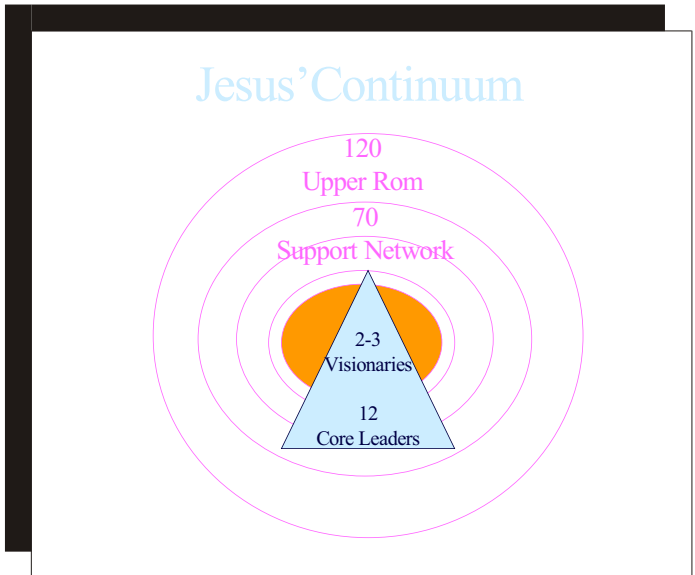 Jesus’Continuum
120
Upper Rom
70
Support Network
2-3
Visionaries
12
Core Leaders